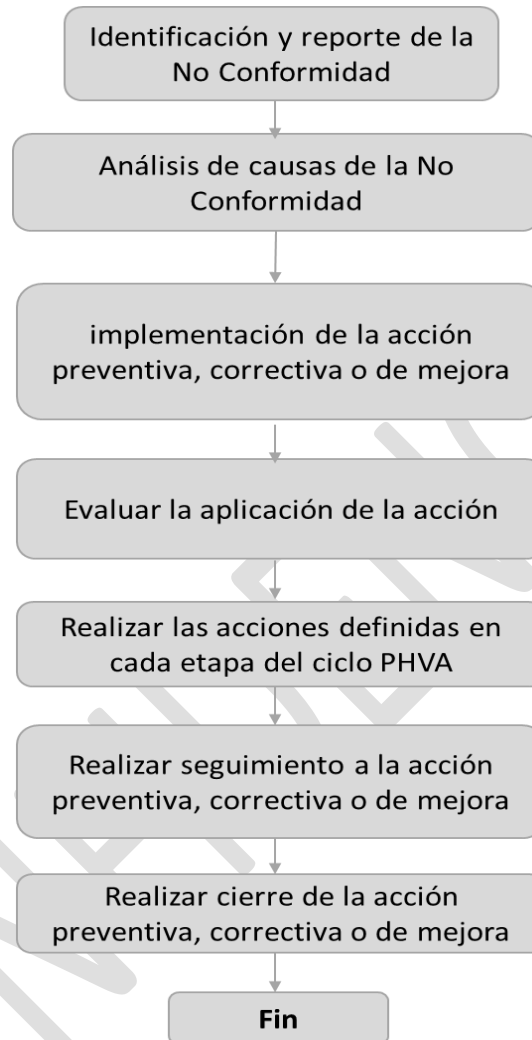 Identificación y reporte de la
No Conformidad
Análisis de causas de la No
Conformidad
implementación de la acción
preventiva, correctiva o de mejora
Evaluar la aplicación de la acción
Realizar las acciones definidas en
cada etapa del ciclo PHVA
Realizar seguimiento a la acción
preventiva, correctiva o de mejora
Realizar cierre de la acción
preventiva, correctiva o de mejora
Fin